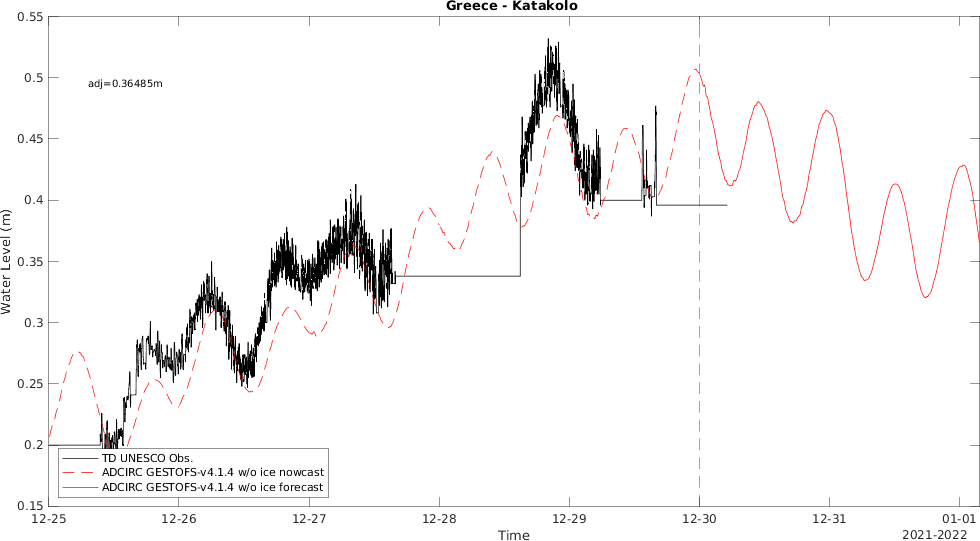 Greece - Katakolo
0.55
0.5
0.45
0.4
0.35
0.3
0.25
0.2
0.15
Water Level (m)
adj=0.36485m
TD UNESCO Obs.
ADCIRC GESTOFS-v4.1.4 w/o ice nowcast
ADCIRC GESTOFS-v4.1.4 w/o ice forecast
12-25 12-26 12-27 12-28 12-29 12-30 12-31 01-01
Time
2021-2022